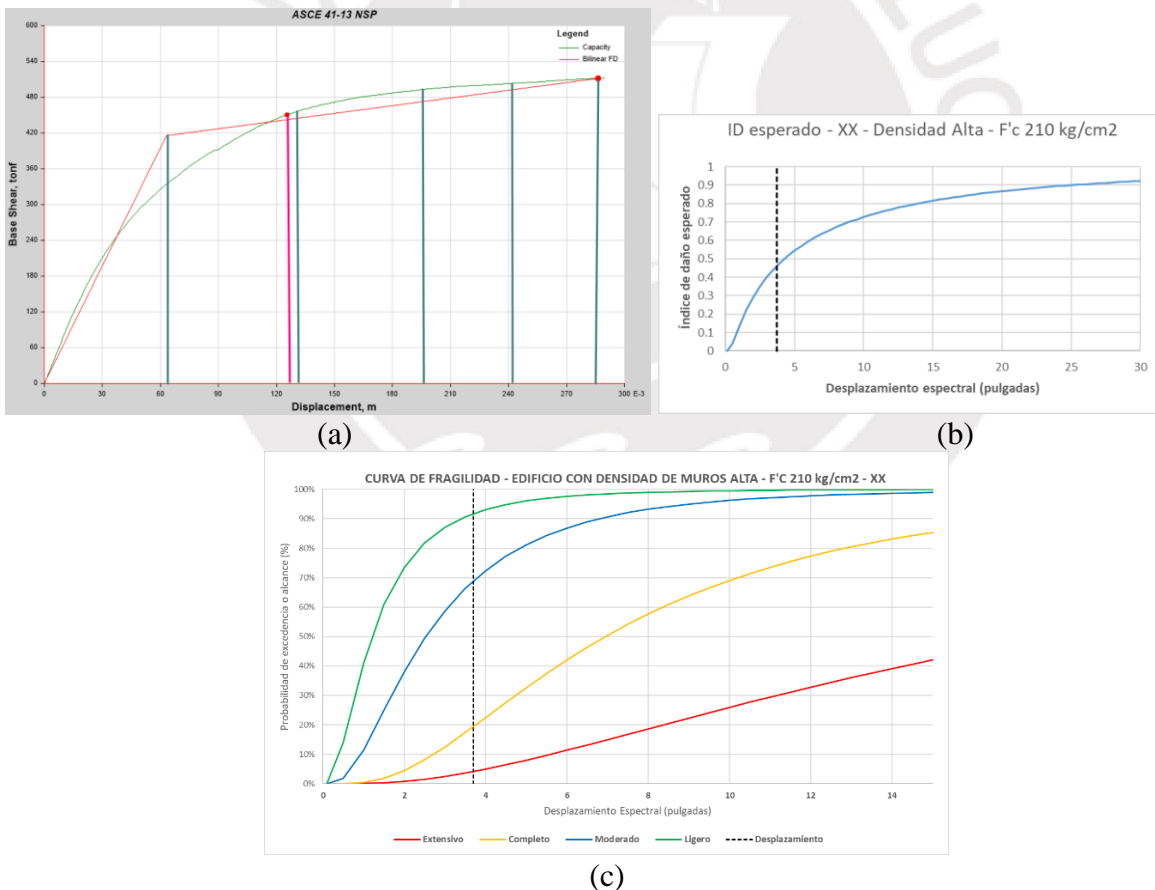 ASCE 41-13 NSP
Base Shear, tonf
600
540
480
420
360
300
240
180
120
60
0
Legend
Capacity
Bilinear FD
0
30
60
90
120
150
180
210
240
270
300 E-3
Displacement, m
(a)
ID esperado - XX - Densidad Alta - F'c 210 kg/cm2
Índice de daño esperado
1
0.9
0.8
0.7
0.6
0.5
0.4
0.3
0.2
0.1
0
0
5
10
15
20
25
30
Desplazamiento espectral (pulgadas)
(b)
CURVA DE FRAGILIDAD - EDIFICIO CON DENSIDAD DE MUROS ALTA - F'C 210 kg/cm2 - XX
Probabilidad de excedencia o alcance (%)
100%
90%
80%
70%
60%
50%
40%
30%
20%
10%
0%
0
2
4
6
8
10
12
14
Desplazamiento Espectral (pulgadas)
Extensivo
Completo
Moderado
Ligero
Desplazamiento
(c)